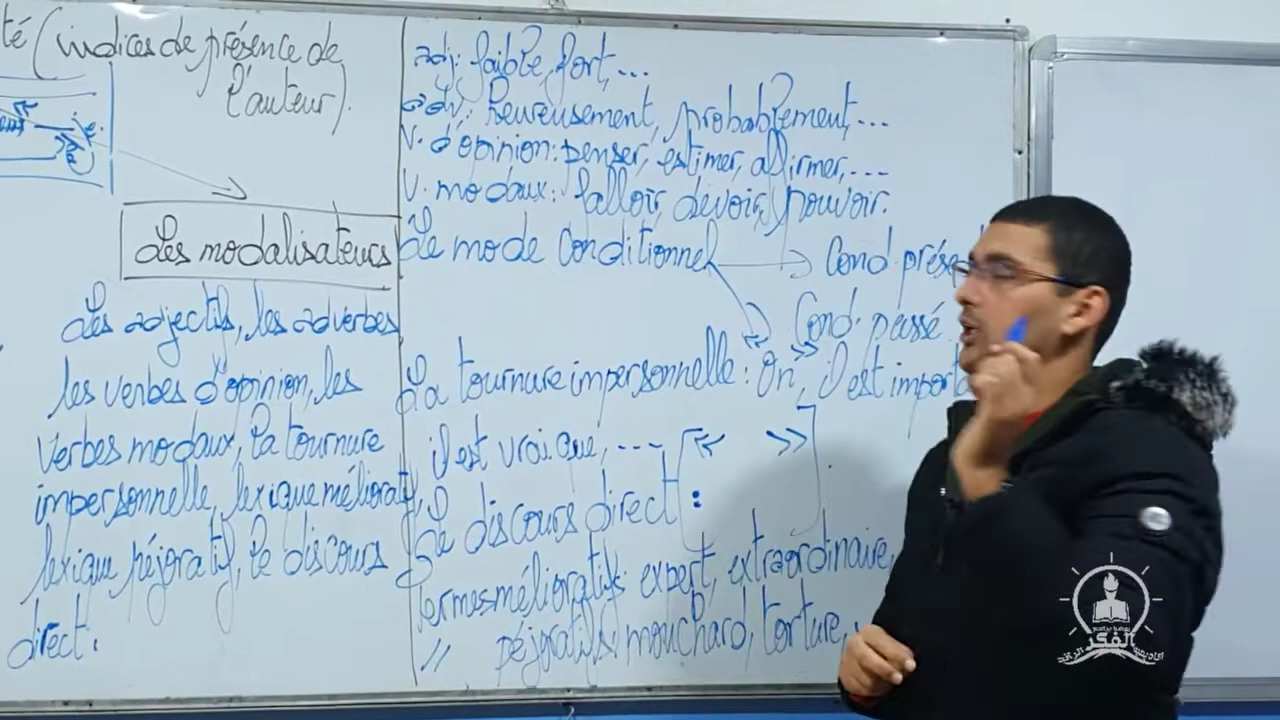 té (indices de présence de
l'auteur).
Les modalisateurs
Les adjectifs, les adverbes
les verbes d'opinion, les
verbes modaux, la tournure
impersonnelle, lexique mélioratif,
lexique péjoratif, le discours
direct.
adj: faible, fort, ...
adv: heureusement, probablement, ...
V. d'opinion: penser, estimer, affirmer, ...
V. modaux: falloir, devoir, pouvoir.
Le mode conditionnel → Cond. prése
Cond. passé
La tournure impersonnelle: "On", il est importa
il est vrai que, ....
Le discours direct : [« »].
Termes mélioratifs: expert, extraordinaire,
// péjoratifs: mouchard, torture,
الفكر